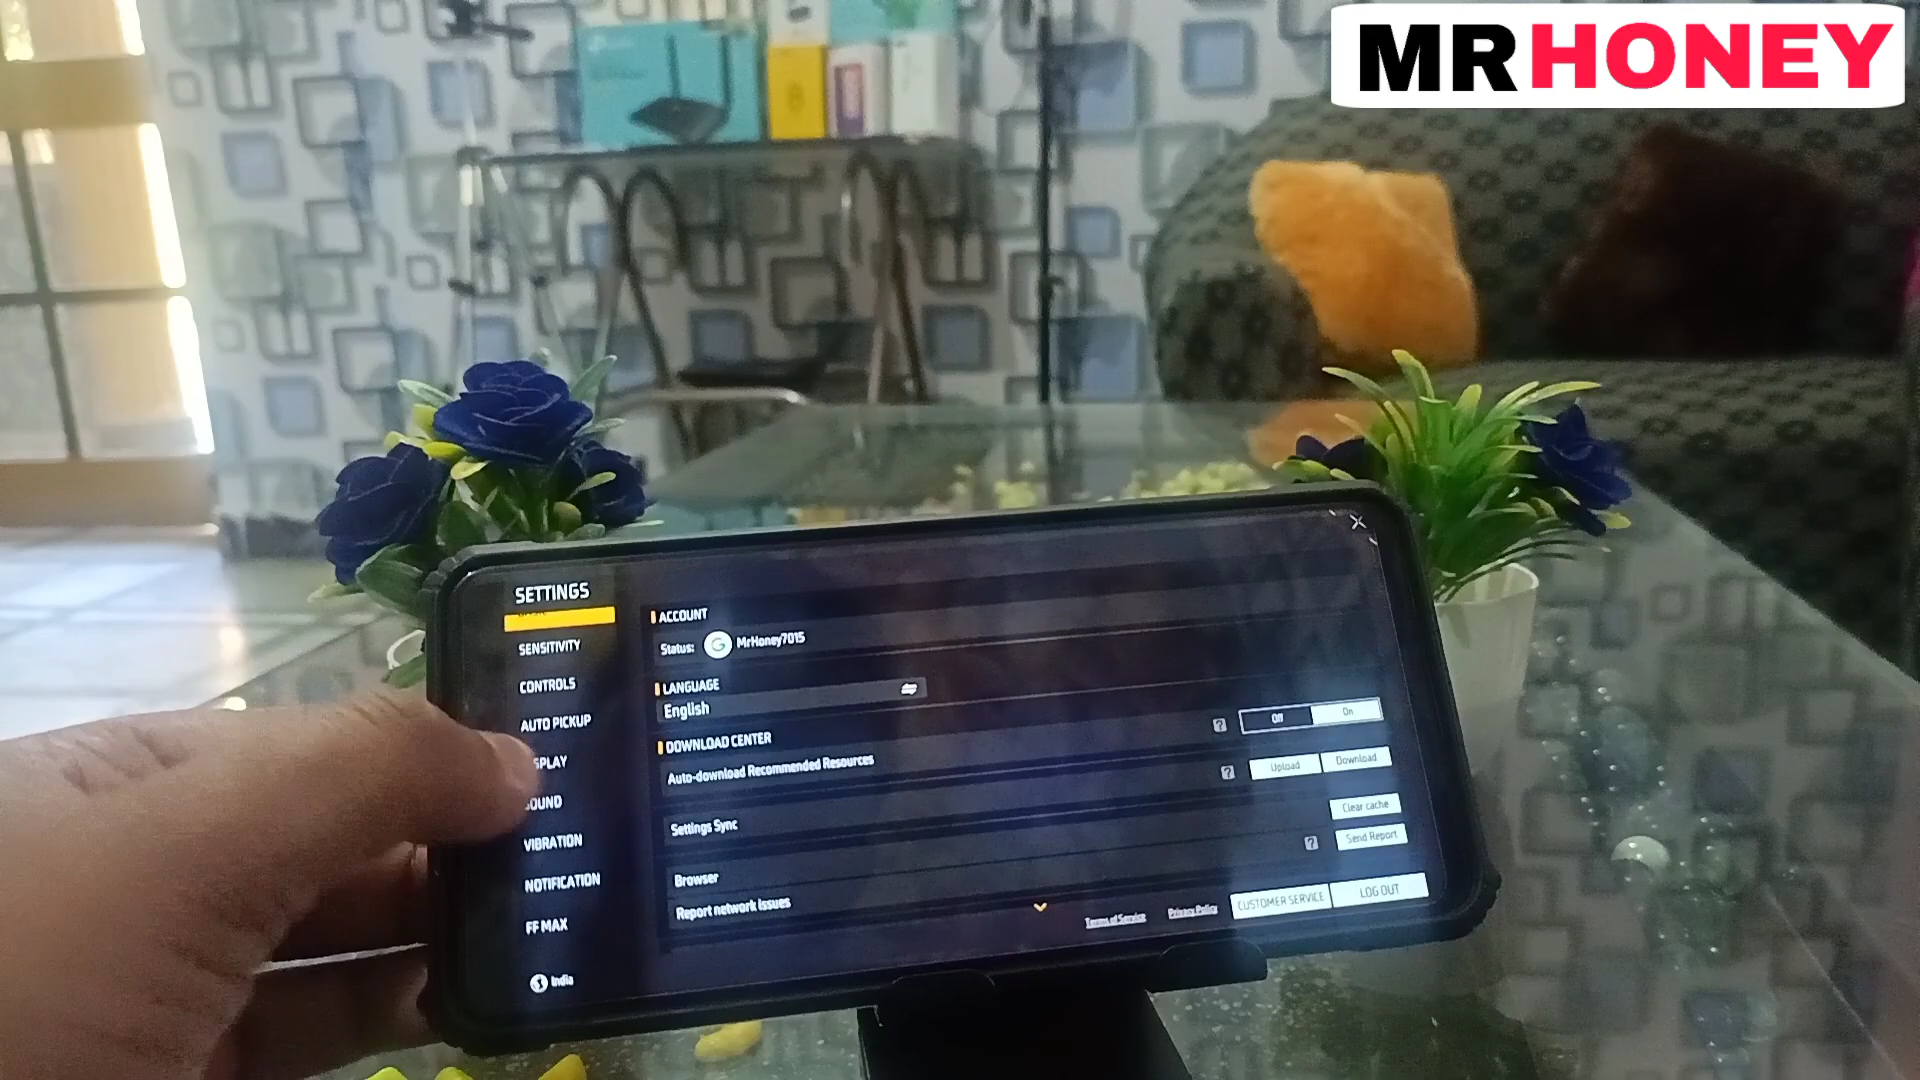 MRHONEY
SETTINGS
SENSITIVITY
CONTROLS
AUTO PICKUP
SPLAY
OUND
VIBRATION
NOTIFICATION
FF MAX
India
ACCOUNT
Status: G MrHoney7015
LANGUAGE
English
DOWNLOAD CENTER
Auto-download Recommended Resources ? Off On
Settings Sync ? Upload Download
Browser Clear cache
Report network issues ? Send Report
Terms of Service Privacy Policy CUSTOMER SERVICE LOG OUT